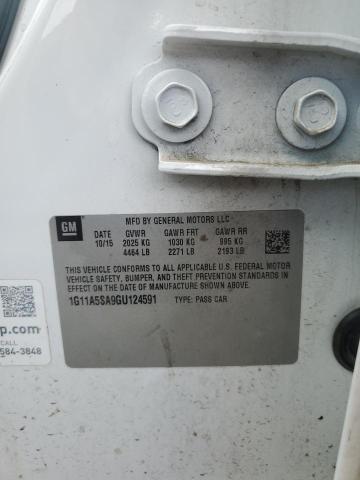 MFD BY GENERAL MOTORS LLC
GM
DATE GVWR GAWR FRT GAWR RR
10/15 2025 KG 1030 KG 995 KG
4464 LB 2271 LB 2193 LB
THIS VEHICLE CONFORMS TO ALL APPLICABLE U.S. FEDERAL MOTOR
VEHICLE SAFETY, BUMPER, AND THEFT PREVENTION STANDARDS IN
EFFECT ON THE DATE OF MANUFACTURE SHOWN ABOVE.
1G11A5SA9GU124591 TYPE: PASS CAR
p.com
CALL
584-3848